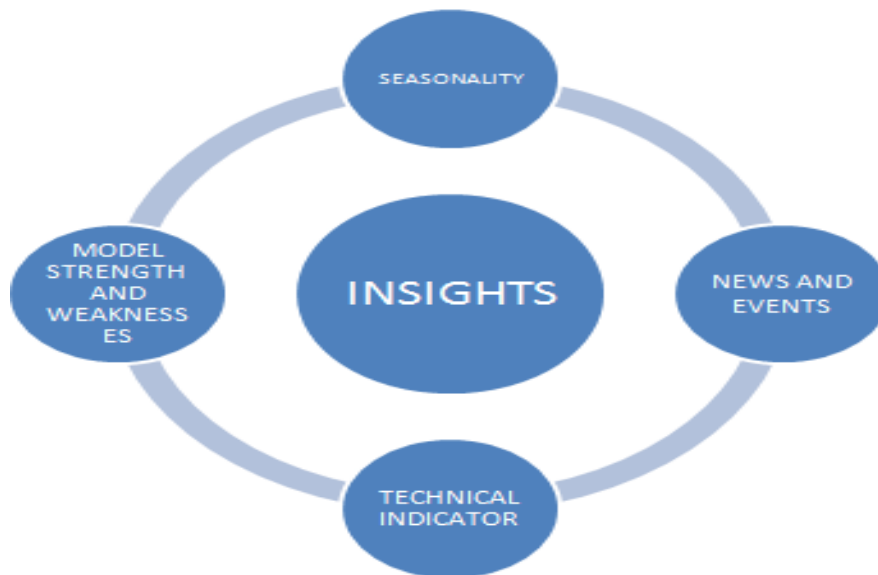 SEASONALITY
MODEL
STRENGTH
AND
WEAKNESS
ES
INSIGHTS
NEWS AND
EVENTS
TECHNICAL
INDICATOR